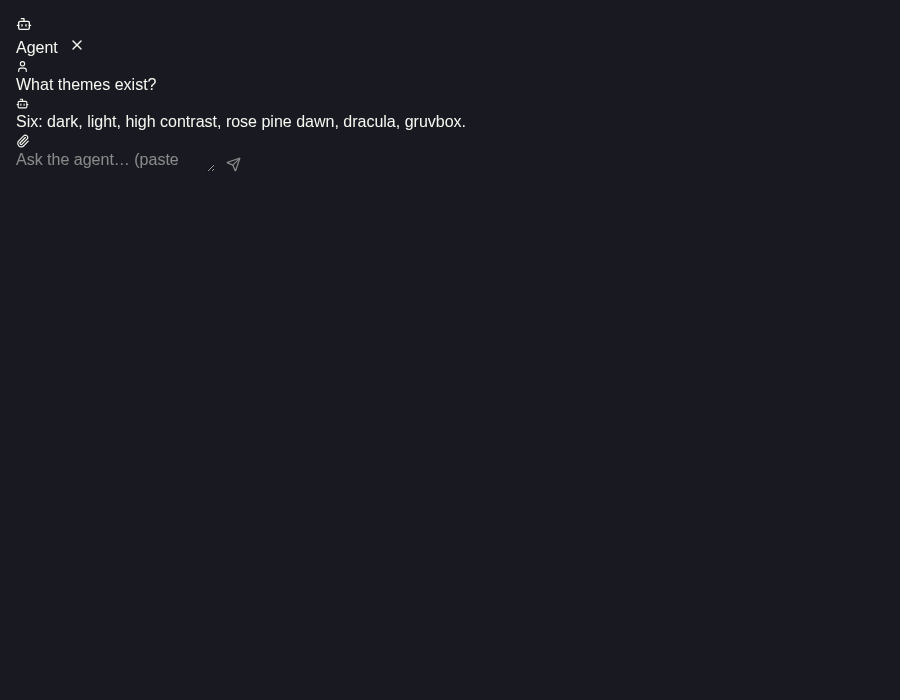 Agent
What themes exist?
Six: dark, light, high contrast, rose pine dawn, dracula, gruvbox.
Ask the agent… (paste